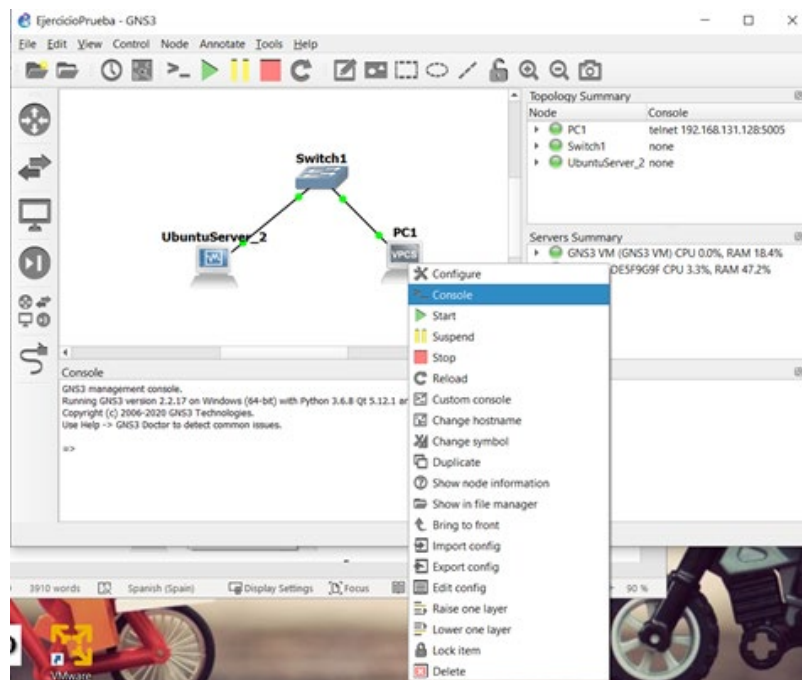 EjercicioPrueba - GNS3
File Edit View Control Node Annotate Tools Help
Topology Summary
Node Console
PC1 telnet 192.168.131.128:5005
Switch1 none
UbuntuServer_2 none
Switch1
UbuntuServer_2
PC1
VPCS
Servers Summary
GNS3 VM (GNS3 VM) CPU 0.0%, RAM 18.4%
DE5F9G9F CPU 3.3%, RAM 47.2%
Configure
Console
Start
Suspend
Stop
Reload
Custom console
Change hostname
Change symbol
Duplicate
Show node information
Show in file manager
Bring to front
Import config
Export config
Edit config
Raise one layer
Lower one layer
Lock item
Delete
Console
GNS3 management console.
Running GNS3 version 2.2.17 on Windows (64-bit) with Python 3.6.8 Qt 5.12.1 an
Copyright (c) 2006-2020 GNS3 Technologies.
Use Help -> GNS3 Doctor to detect common issues.
=>
3910 words Spanish (Spain) Display Settings Focus 90 %
VMware